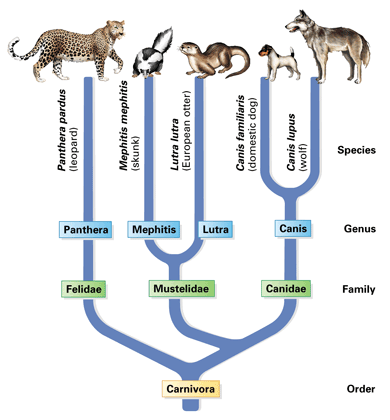 Panthera pardus
(leopard)
Mephitis mephitis
(skunk)
Lutra lutra
(European otter)
Canis familiaris
(domestic dog)
Canis lupus
(wolf)
Species
Panthera
Mephitis
Lutra
Canis
Genus
Felidae
Mustelidae
Canidae
Family
Carnivora
Order